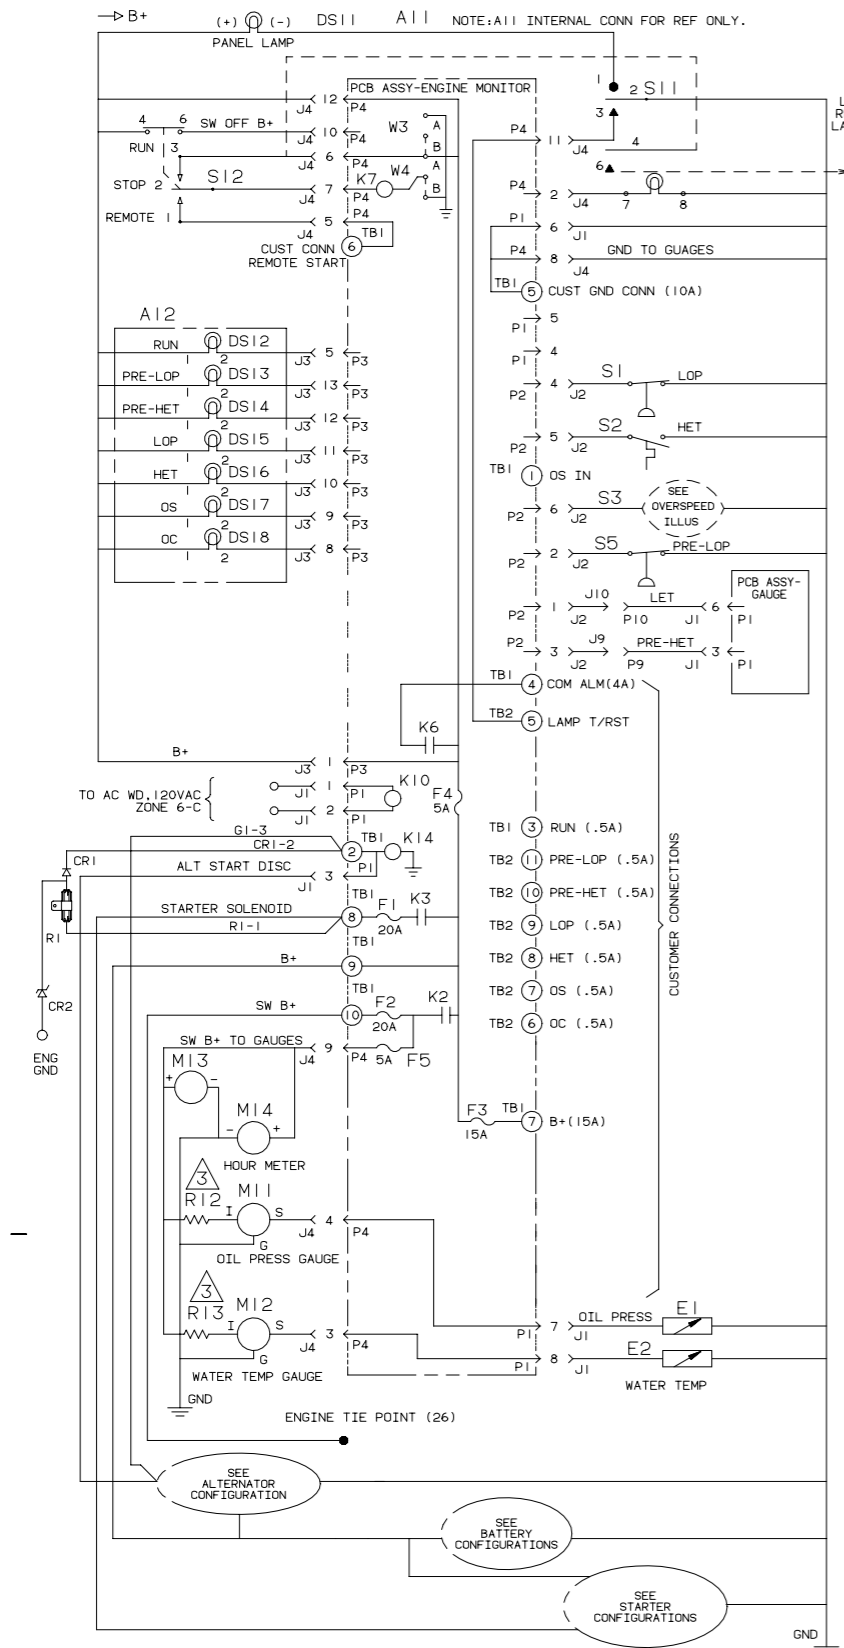 B+
(+) (-) DS11 A11 NOTE:A11 INTERNAL CONN FOR REF ONLY.
PANEL LAMP
PCB ASSY-ENGINE MONITOR
1
2 S11
3
4
6
12
J4 P4
4 6 SW OFF B+ 10
J4 P4
RUN 3 6
J4 P4
STOP 2 S12 7 K7 W4
J4 P4
REMOTE 1 5 P4
J4 TB1
W3 A
B
A
B
CUST CONN 6
REMOTE START
P4 11 J4
P4 2 J4 7 8
P1 6 J1
P4 8 J4 GND TO GUAGES
TB1 5 CUST GND CONN (10A)
P1 5
P1 4
P2 4 J2 S1 LOP
P2 5 J2 S2 HET
TB1 1 OS IN
P2 6 J2 S3 SEE
OVERSPEED
ILLUS
P2 2 J2 S5 PRE-LOP
PCB ASSY-
GAUGE
P2 1 J2 J10 P10 LET J1 6 P1
P2 3 J2 J9 P9 PRE-HET J1 3 P1
A12
RUN 2 DS12 J3 5 P3
PRE-LOP 2 DS13 J3 13 P3
PRE-HET 2 DS14 J3 12 P3
LOP 2 DS15 J3 11 P3
HET 2 DS16 J3 10 P3
OS 2 DS17 J3 9 P3
OC 2 DS18 J3 8 P3
TB1 4 COM ALM(4A)
TB2 5 LAMP T/RST
K6
B+ J3 1 P3
TO AC WD,120VAC
ZONE 6-C
J1 1 P1 K10
J1 2 P1
F4
5A
G1-3
CR1-2 2 TB1 K14
CR1 ALT START DISC J1 3 P1
STARTER SOLENOID 8 TB1 F1 K3
20A
R1 R1-1
TB1
B+ 9
CR2
TB1
SW B+ 10 F2 K2
20A
ENG
GND
SW B+ TO GAUGES J4 9 P4 5A F5
M13
+ -
M14
- +
HOUR METER
F3 TB1 7 B+(15A)
15A
TB1 3 RUN (.5A)
TB2 11 PRE-LOP (.5A)
TB2 10 PRE-HET (.5A)
TB2 9 LOP (.5A)
TB2 8 HET (.5A)
TB2 7 OS (.5A)
TB2 6 OC (.5A)
CUSTOMER CONNECTIONS
3
R12 I M11 S J4 4 P4
G
OIL PRESS GAUGE
3
R13 I M12 S J4 3 P4
G
WATER TEMP GAUGE
GND
P1 7 J1 OIL PRESS E1
P1 8 J1 E2
WATER TEMP
ENGINE TIE POINT (26)
SEE
ALTERNATOR
CONFIGURATION
SEE
BATTERY
CONFIGURATIONS
SEE
STARTER
CONFIGURATIONS
GND